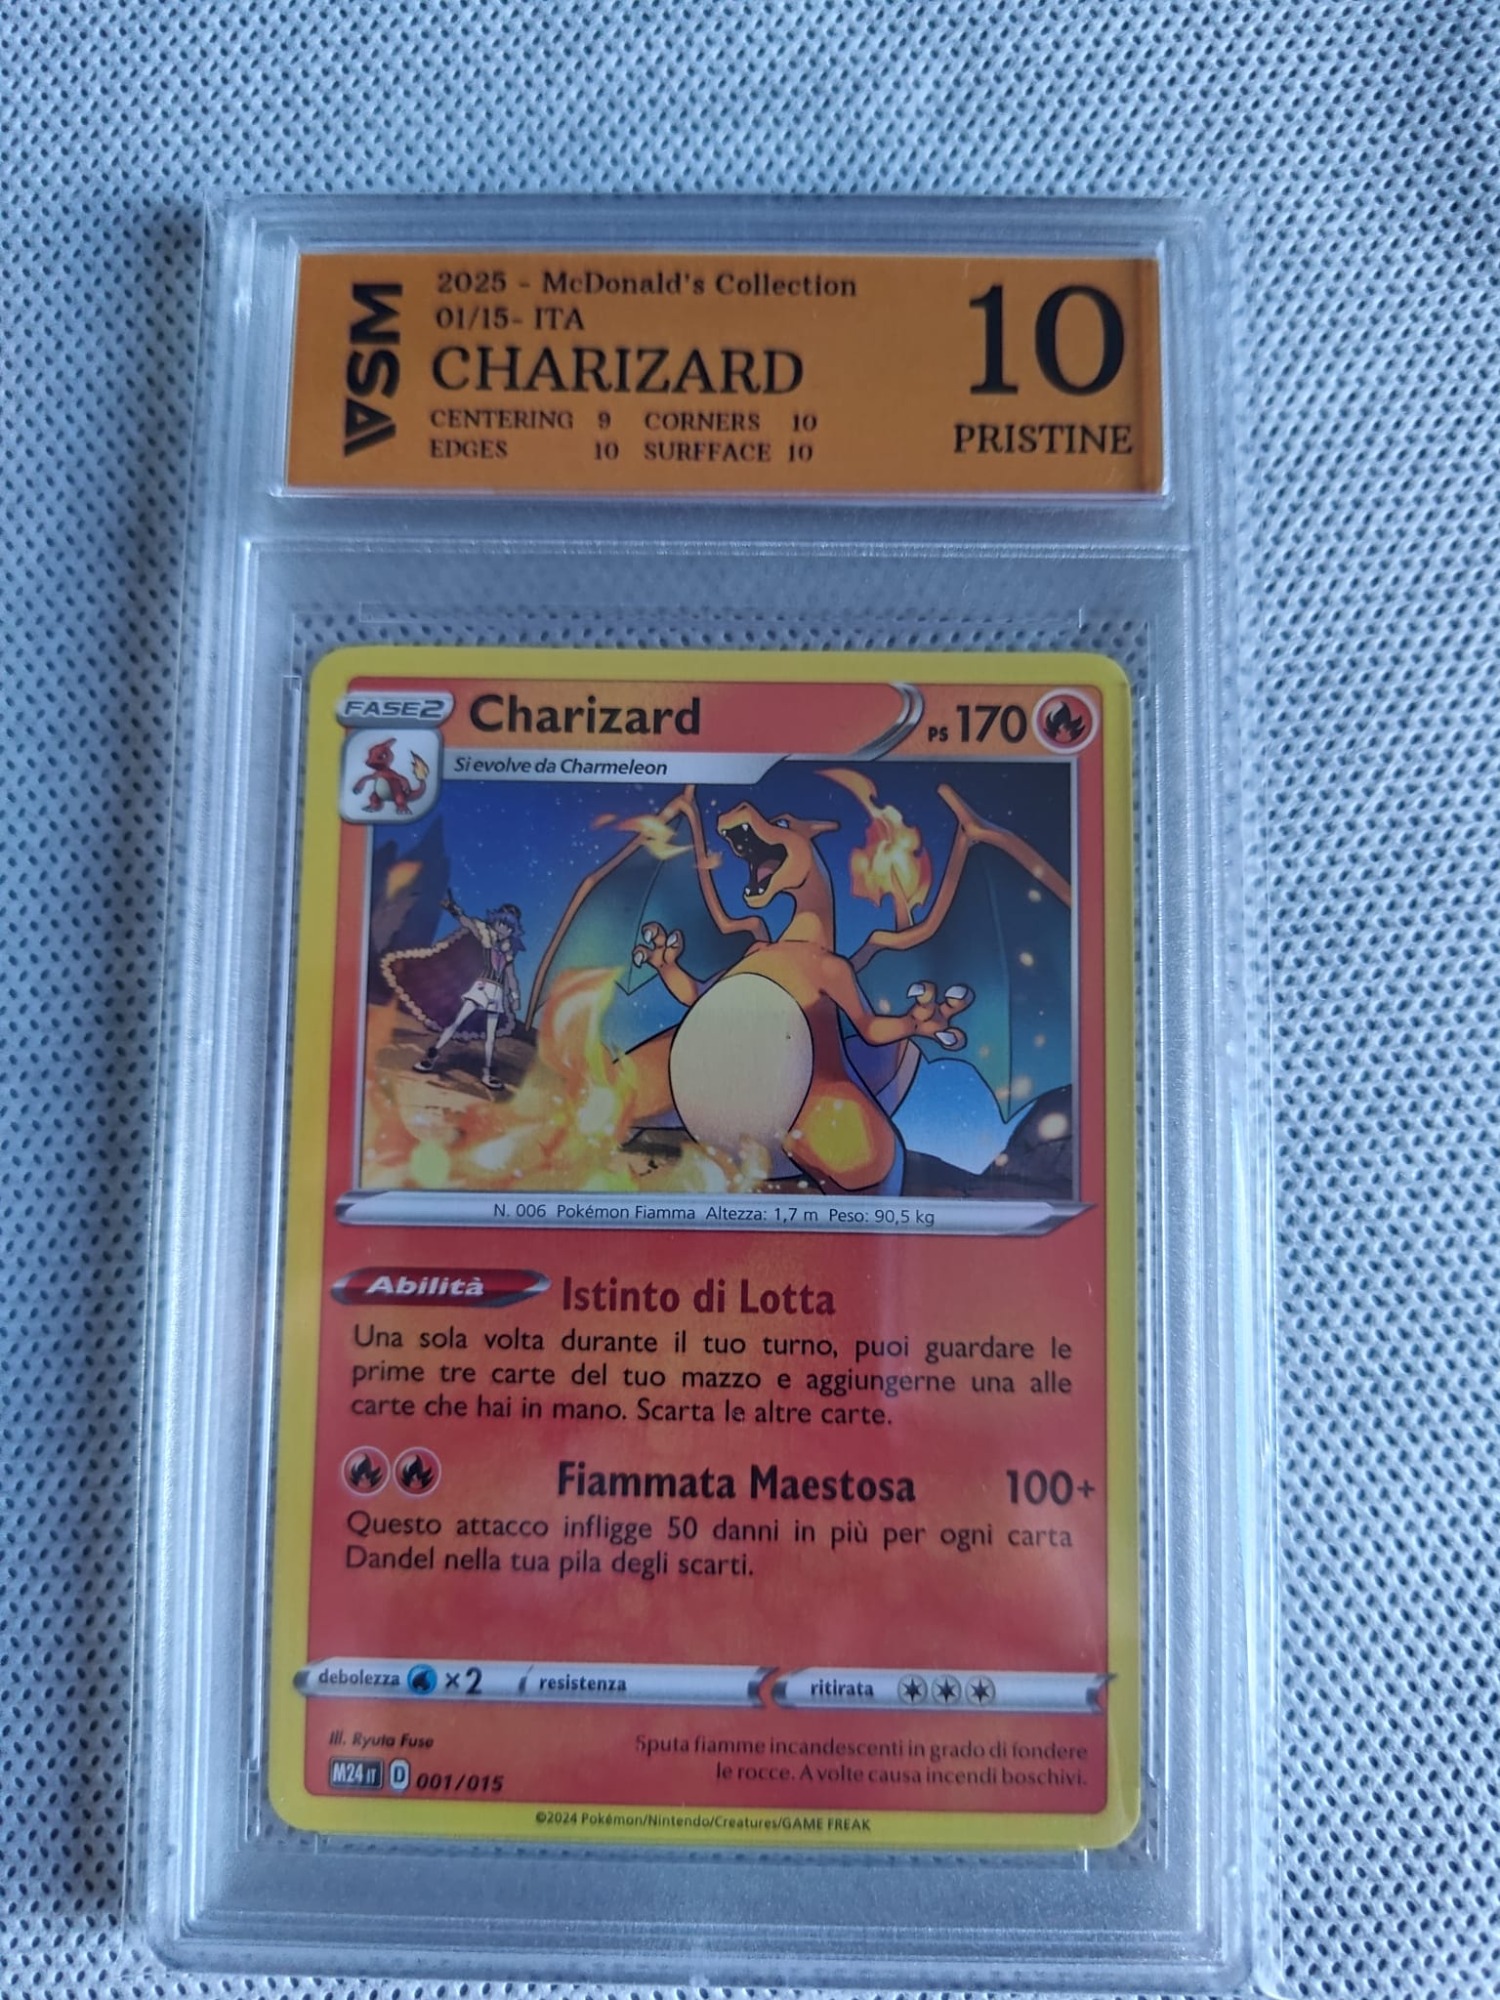 ASM
2025 - McDonald's Collection
01/15- ITA
CHARIZARD
CENTERING 9 CORNERS 10
EDGES 10 SURFFACE 10
10
PRISTINE
FASE2
Charizard
PS 170
Si evolve da Charmeleon
N. 006 Pokémon Fiamma Altezza: 1,7 m Peso: 90,5 kg
Abilità Istinto di Lotta
Una sola volta durante il tuo turno, puoi guardare le
prime tre carte del tuo mazzo e aggiungerne una alle
carte che hai in mano. Scarta le altre carte.
Fiammata Maestosa 100+
Questo attacco infligge 50 danni in più per ogni carta
Dandel nella tua pila degli scarti.
debolezza ×2 resistenza ritirata
Ill. Ryuta Fuse
M24 IT D 001/015
Sputa fiamme incandescenti in grado di fondere
le rocce. A volte causa incendi boschivi.
©2024 Pokémon/Nintendo/Creatures/GAME FREAK